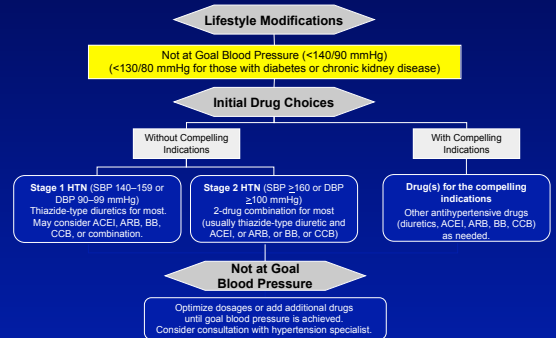 Lifestyle Modifications
Not at Goal Blood Pressure (<140/90 mmHg)
(<130/80 mmHg for those with diabetes or chronic kidney disease)
Initial Drug Choices
Without Compelling
Indications
With Compelling
Indications
Stage 1 HTN (SBP 140–159 or
DBP 90–99 mmHg)
Thiazide-type diuretics for most.
May consider ACEI, ARB, BB,
CCB, or combination.
Stage 2 HTN (SBP ≥160 or DBP
≥100 mmHg)
2-drug combination for most
(usually thiazide-type diuretic and
ACEI, or ARB, or BB, or CCB)
Drug(s) for the compelling
indications
Other antihypertensive drugs
(diuretics, ACEI, ARB, BB, CCB)
as needed.
Not at Goal
Blood Pressure
Optimize dosages or add additional drugs
until goal blood pressure is achieved.
Consider consultation with hypertension specialist.